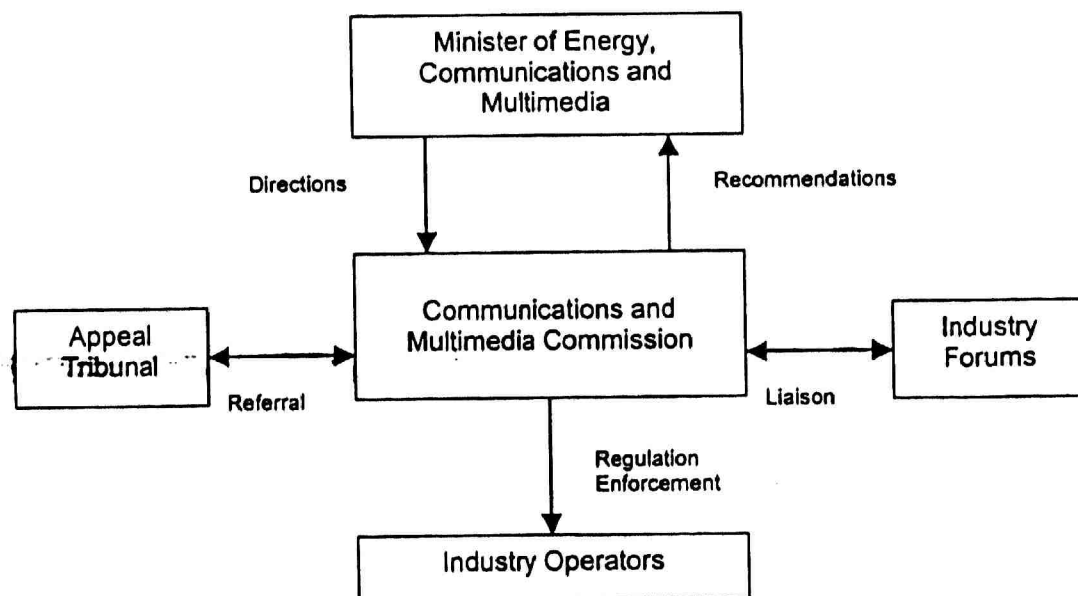 Minister of Energy,
Communications and
Multimedia
Directions
Recommendations
Communications and
Multimedia Commission
Appeal
Tribunal
Industry
Forums
Referral
Liaison
Regulation
Enforcement
Industry Operators